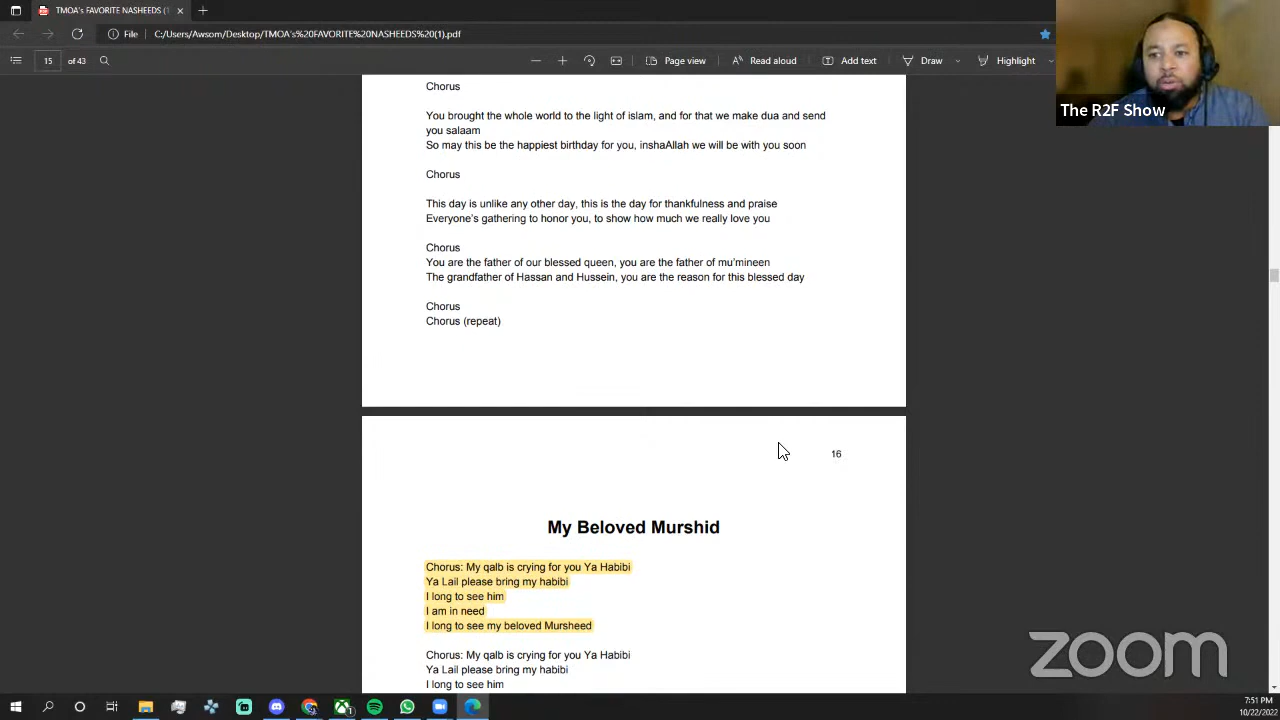 TMOA's FAVORITE NASHEEDS (1)
File
C:/Users/Awsom/Desktop/TMOA's%20FAVORITE%20NASHEEDS%20(1).pdf
15 of 43
Page view
Read aloud
Add text
Draw
Highlight
The R2F Show
Chorus
You brought the whole world to the light of islam, and for that we make dua and send
you salaam
So may this be the happiest birthday for you, inshaAllah we will be with you soon
Chorus
This day is unlike any other day, this is the day for thankfulness and praise
Everyone's gathering to honor you, to show how much we really love you
Chorus
You are the father of our blessed queen, you are the father of mu'mineen
The grandfather of Hassan and Hussein, you are the reason for this blessed day
Chorus
Chorus (repeat)
16
My Beloved Murshid
Chorus: My qalb is crying for you Ya Habibi
Ya Lail please bring my habibi
I long to see him
I am in need
I long to see my beloved Mursheed
Chorus: My qalb is crying for you Ya Habibi
Ya Lail please bring my habibi
I long to see him
zoom
7:51 PM
10/22/2022